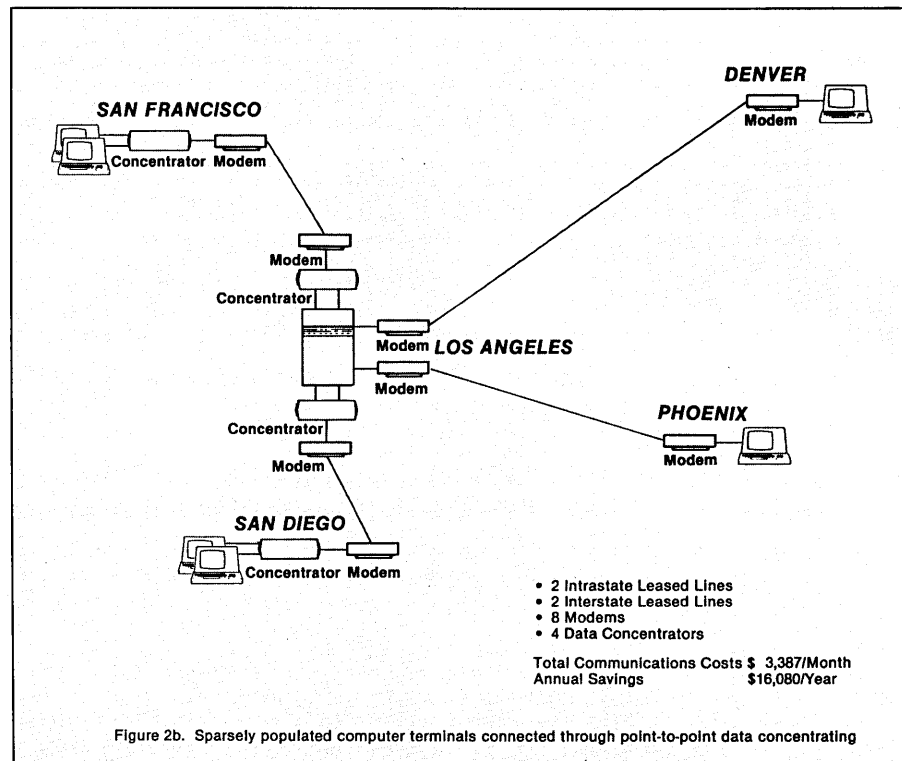 DENVER
Modem
SAN FRANCISCO
Concentrator
Modem
Modem
Concentrator
Modem
LOS ANGELES
Modem
Concentrator
Modem
PHOENIX
Modem
SAN DIEGO
Concentrator
Modem
• 2 Intrastate Leased Lines
• 2 Interstate Leased Lines
• 8 Modems
• 4 Data Concentrators
Total Communications Costs $ 3,387/Month
Annual Savings $16,080/Year
Figure 2b. Sparsely populated computer terminals connected through point-to-point data concentrating